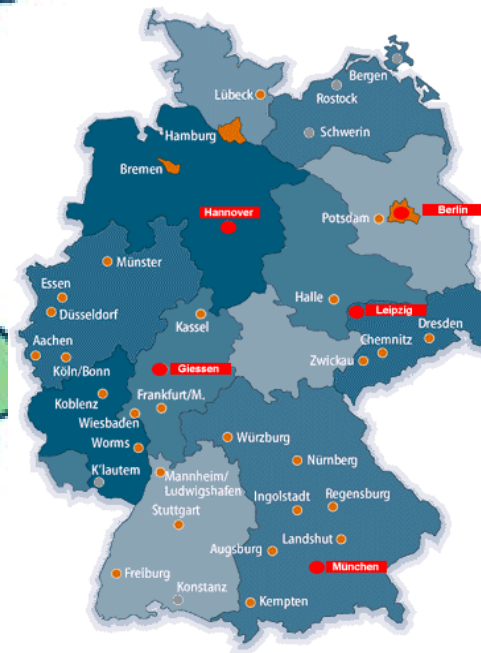 Bergen
Lübeck
Rostock
Hamburg
Schwerin
Bremen
Hannover
Berlin
Potsdam
Münster
Essen
Halle
Leipzig
Düsseldorf
Kassel
Dresden
Aachen
Chemnitz
Zwickau
Köln/Bonn
Giessen
Koblenz
Frankfurt/M.
Wiesbaden
Worms
Würzburg
Nürnberg
K'lautern
Mannheim/
Ludwigshafen
Ingolstadt
Regensburg
Stuttgart
Landshut
Augsburg
München
Freiburg
Konstanz
Kempten